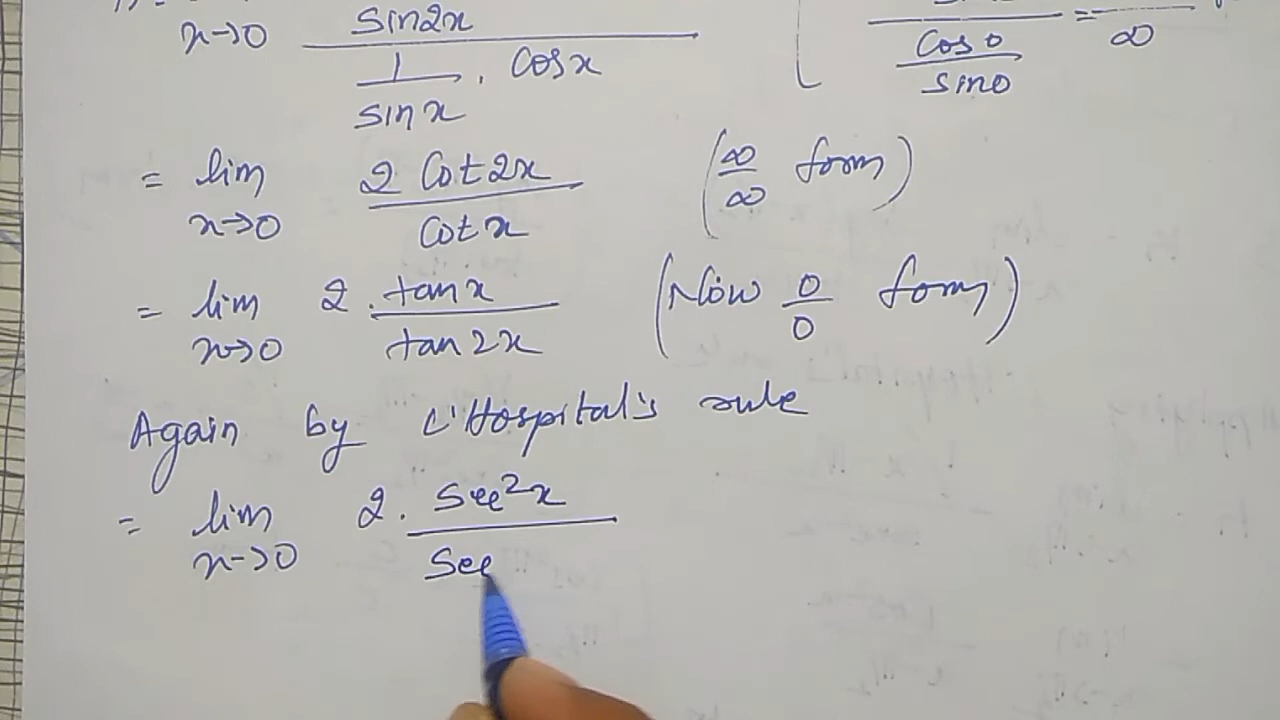 x→0 sin2x / 1/sinx . cosx
cos0 / sin0 = / ∞
= lim x→0 2 cot2x / cotx (∞/∞ form)
= lim x→0 2 . tanx / tan2x (Now 0/0 form)
Again by L'Hospital's rule
= lim x→0 2 . sec²x / sec